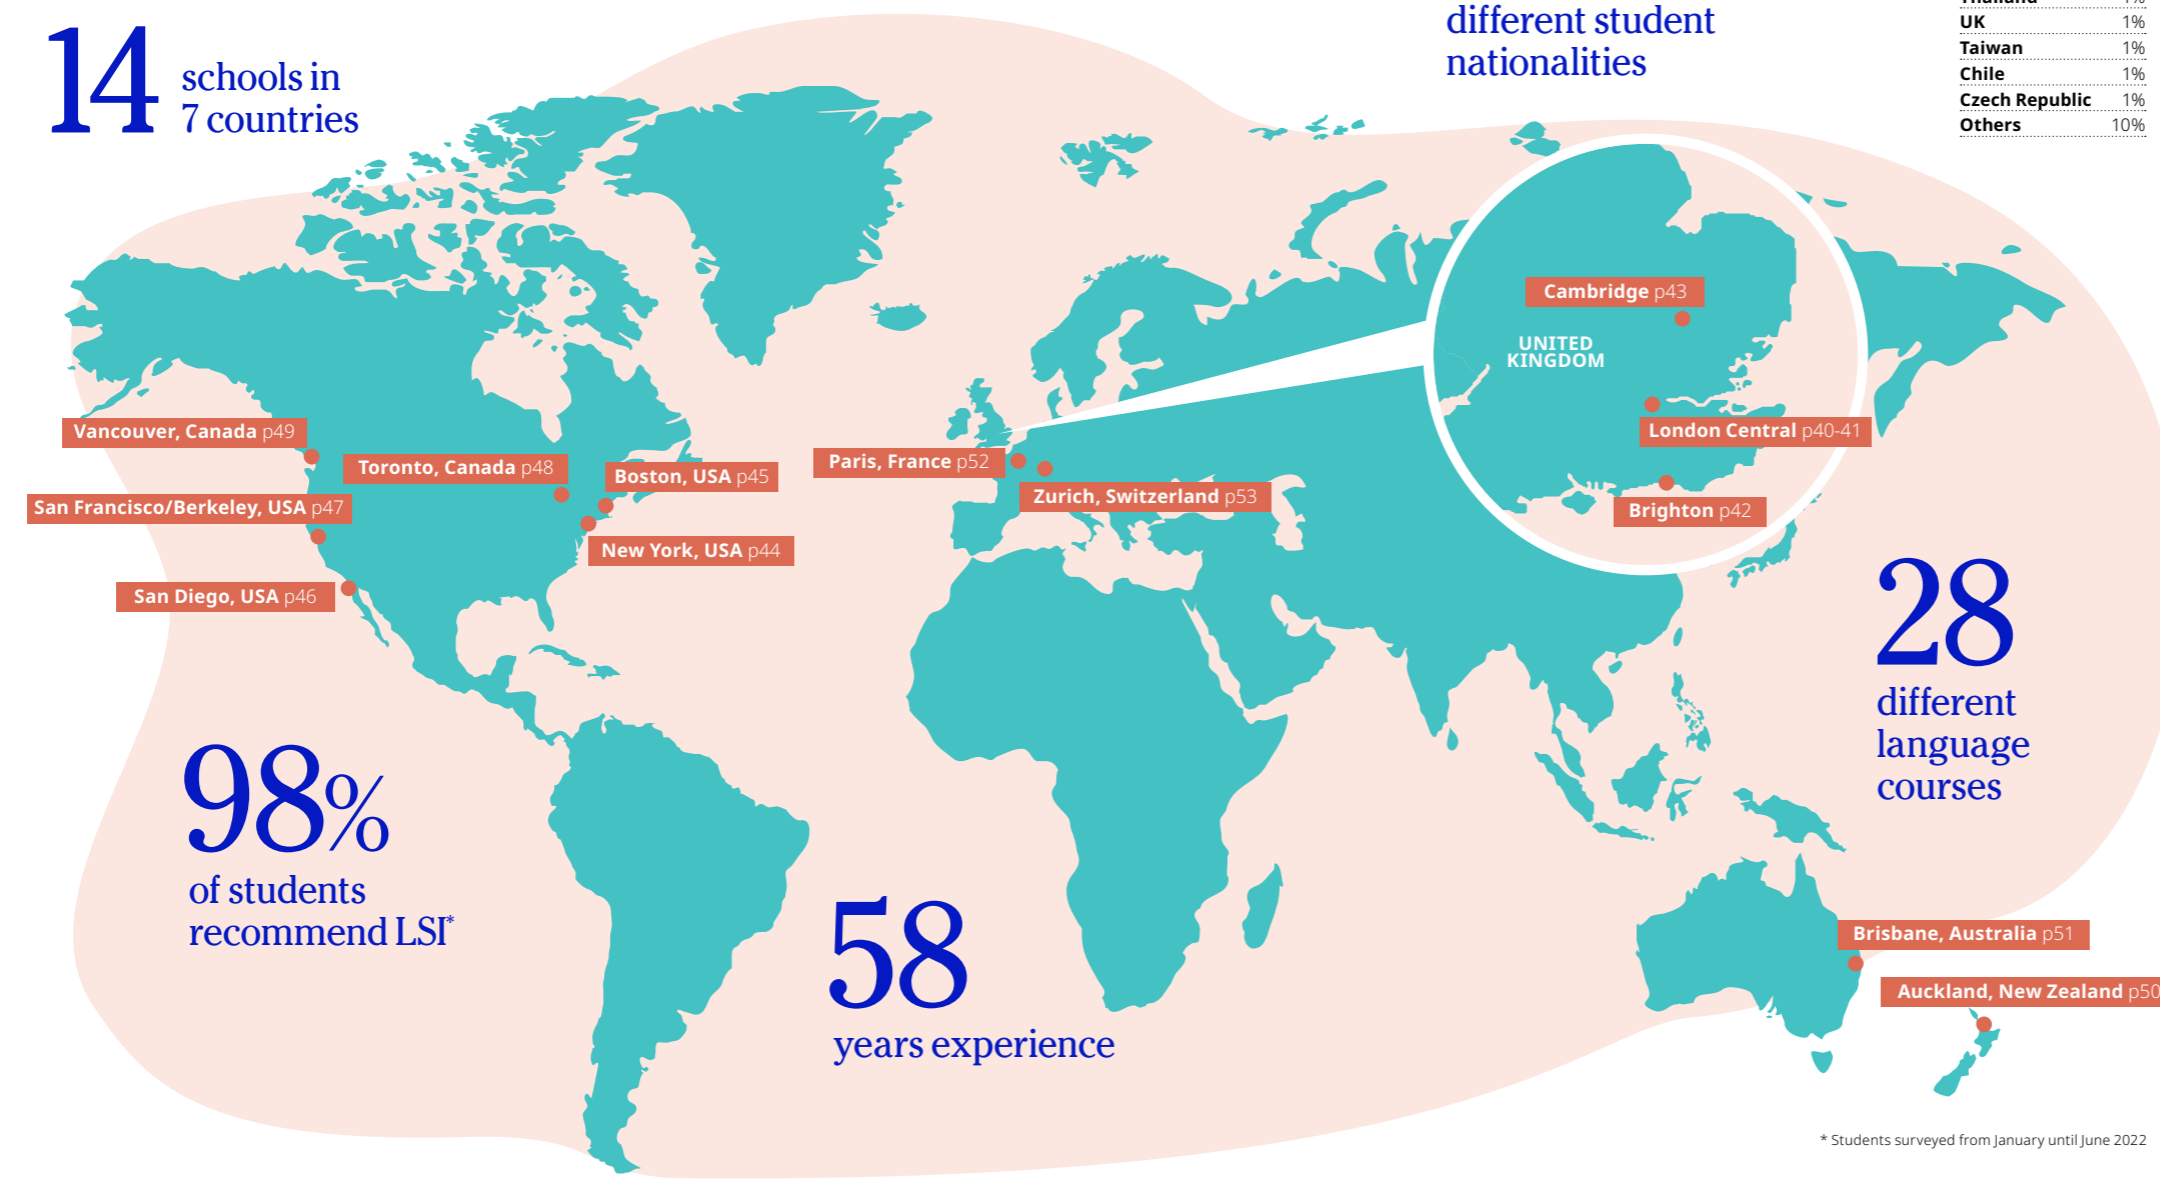 14
schools in
7 countries
different student
nationalities
Thailand 1%
UK 1%
Taiwan 1%
Chile 1%
Czech Republic 1%
Others 10%
Cambridge p43
UNITED
KINGDOM
London Central p40-41
Brighton p42
Vancouver, Canada p49
Toronto, Canada p48
Boston, USA p45
San Francisco/Berkeley, USA p47
New York, USA p44
San Diego, USA p46
Paris, France p52
Zurich, Switzerland p53
28
different
language
courses
98%
of students
recommend LSI*
58
years experience
Brisbane, Australia p51
Auckland, New Zealand p50
* Students surveyed from January until June 2022